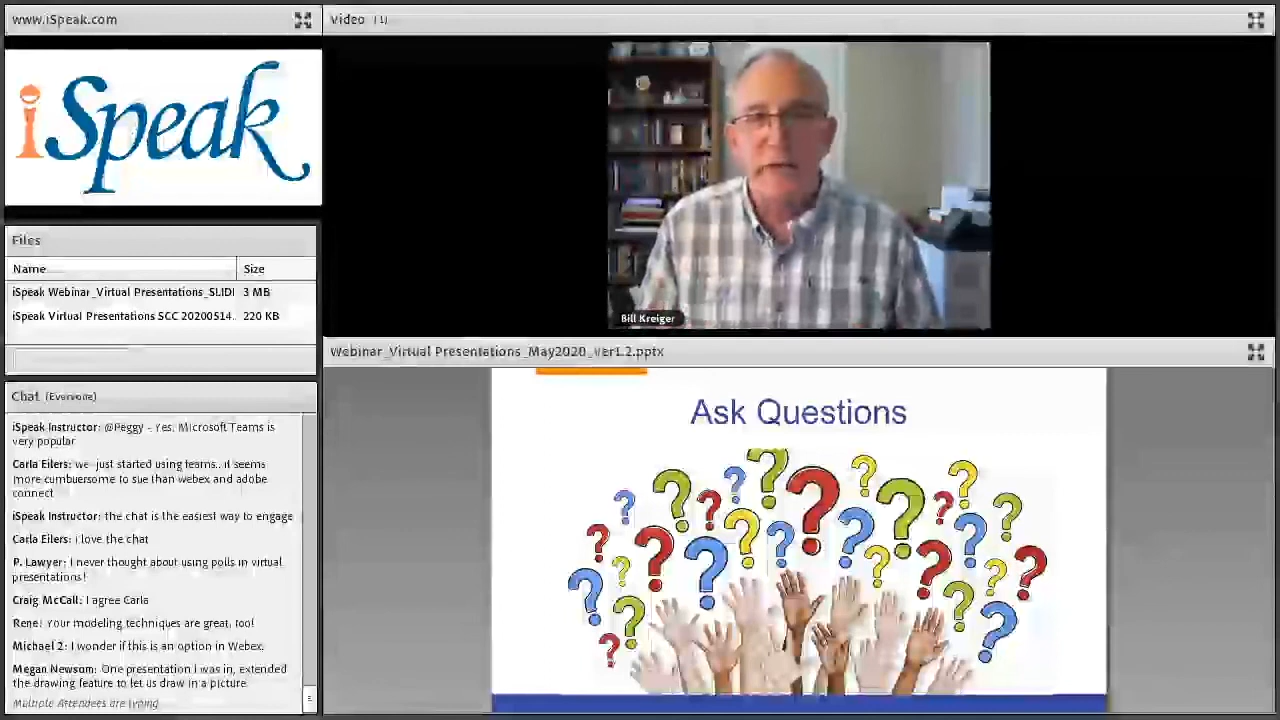 www.iSpeak.com
iSpeak
Files
Name
Size
iSpeak Webinar_Virtual Presentations_SLIDI 3 MB
iSpeak Virtual Presentations SCC 20200514.. 220 KB
Chat (Everyone)
iSpeak Instructor: @Peggy - Yes, Microsoft Teams is
very popular
Carla Eilers: we just started using teams.. it seems
more cumbuersome to sue than webex and adobe
connect
iSpeak Instructor: the chat is the easiest way to engage
Carla Eilers: i love the chat
P. Lawyer: I never thought about using polls in virtual
presentations!
Craig McCall: I agree Carla
Rene: Your modeling techniques are great, too!
Michael 2: I wonder if this is an option in Webex.
Megan Newsom: One presentation I was in, extended
the drawing feature to let us draw in a picture.
Multiple Attendees are typing
Video
Bill Kreiger
Webinar_Virtual Presentations_May2020_ver1.2.pptx
Ask Questions